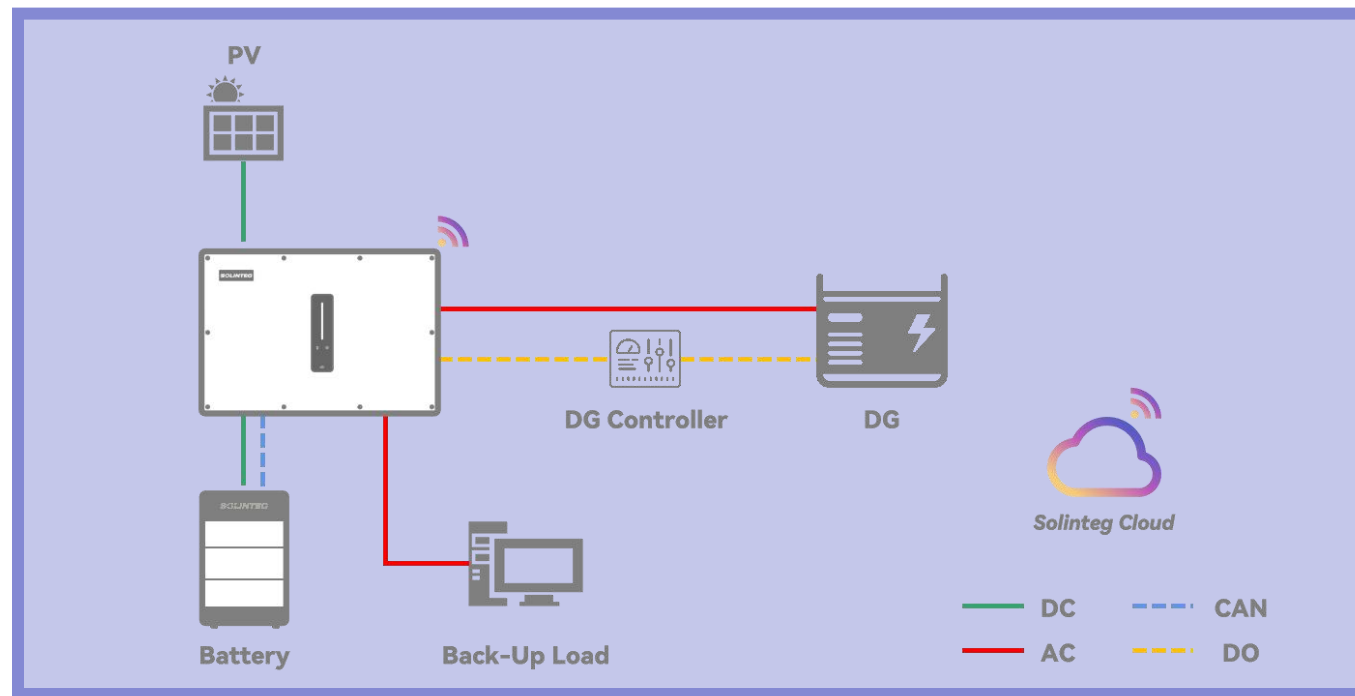 PV
SOLINTEG
DG Controller
DG
SOLINTEG
Solinteg Cloud
Battery
Back-Up Load
DC
CAN
AC
DO